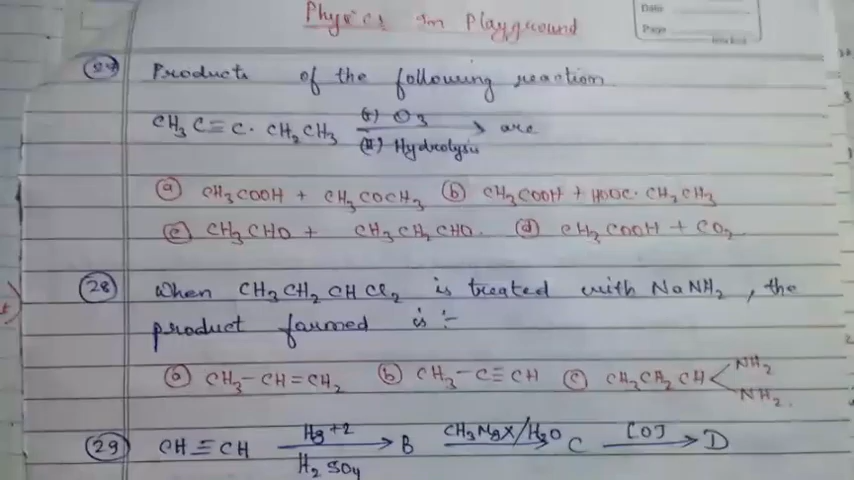 Physics in Playground
Date
Page
27 Products of the following reaction
CH3C≡C·CH2CH3 (i) O3 (ii) Hydrolysis → are
(a) CH3COOH + CH3COCH3 (b) CH3COOH + HOOC·CH2CH3
(c) CH3CHO + CH3CH2CHO. (d) CH3COOH + CO2
28 When CH3CH2CHCl2 is treated with NaNH2, the
product formed is :-
(a) CH3-CH=CH2 (b) CH3-C≡CH (c) CH3CH2CH<NH2 NH2.
29 CH≡CH Hg+2 H2SO4 → B CH3MgX/H2O → C [O] → D